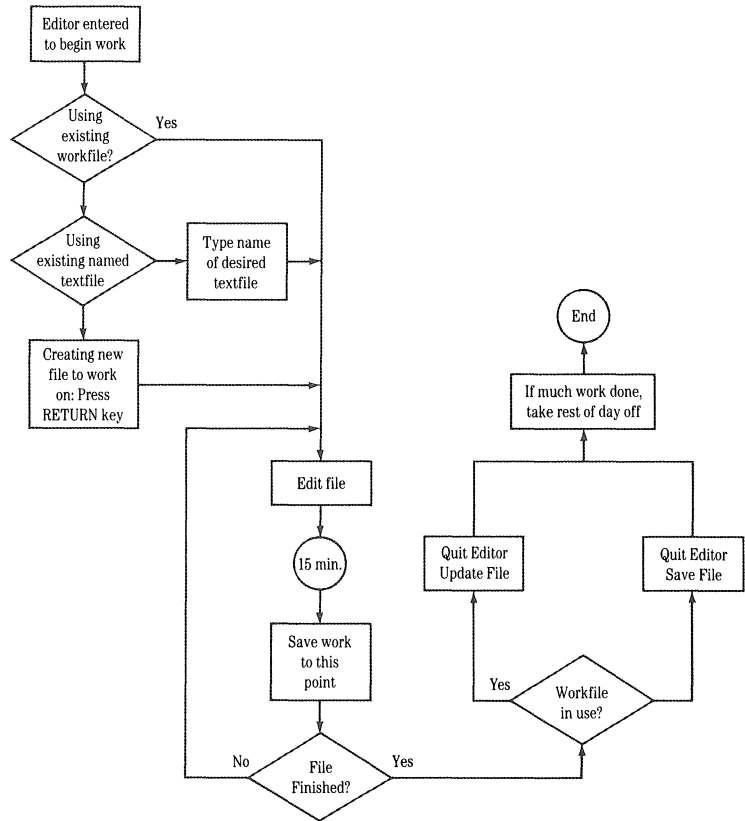 Editor entered
to begin work
Using
existing
workfile?
Yes
Using
existing named
textfile
Type name
of desired
textfile
Creating new
file to work
on: Press
RETURN key
Edit file
15 min.
Save work
to this
point
File
Finished?
No
Yes
Workfile
in use?
Yes
Quit Editor
Update File
Quit Editor
Save File
If much work done,
take rest of day off
End